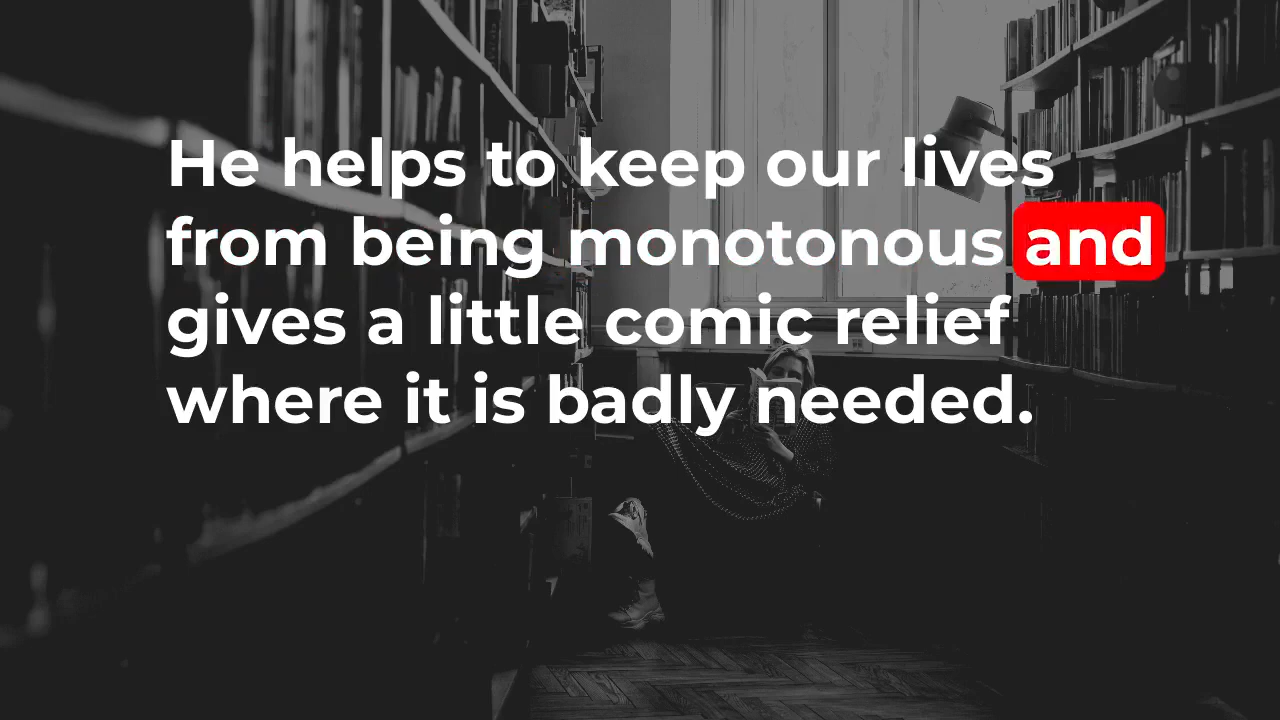 He helps to keep our lives
from being monotonous and
gives a little comic relief
where it is badly needed.